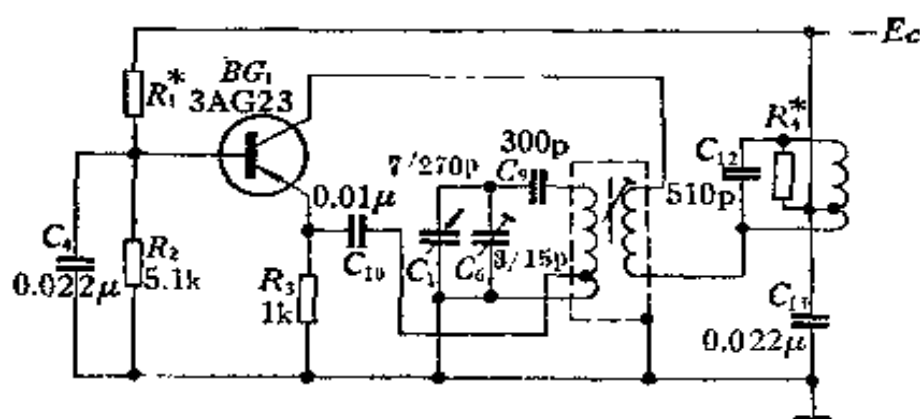 — Ec
BG₁
3AG23
R₁*
R₄*
300p
C₁₂
7/270p
C₉
510p
0.01μ
C₄
R₂
C₁₀
C₁
C₆
3/15p
0.022μ
5.1k
R₃
1k
0.022μ